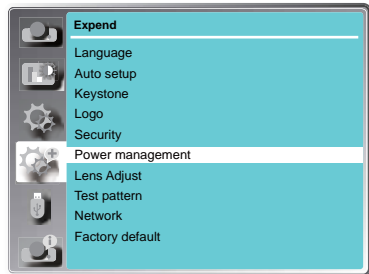 Expend
Language
Auto setup
Keystone
Logo
Security
Power management
Lens Adjust
Test pattern
Network
Factory default